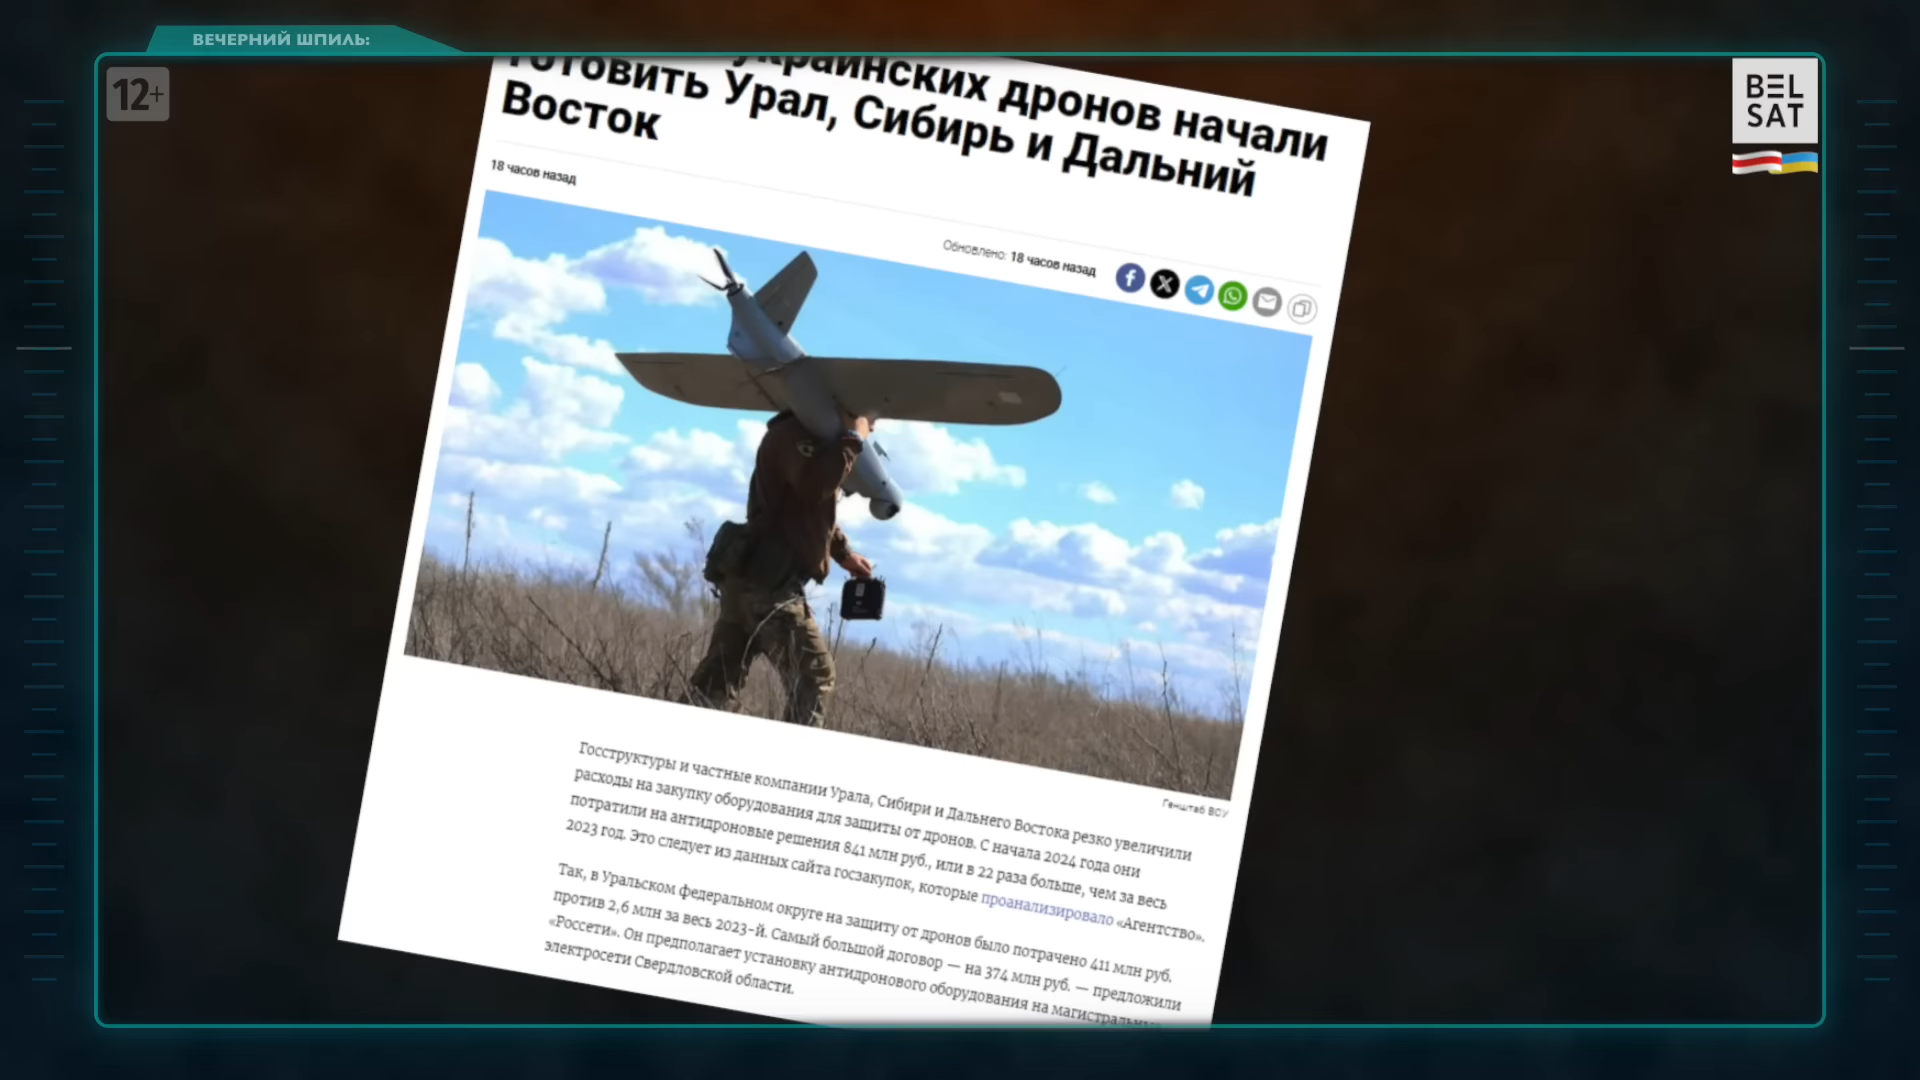 ВЕЧЕРНИЙ ШПИЛЬ:
12+
BEL
SAT
украинских дронов начали
готовить Урал, Сибирь и Дальний
Восток
18 часов назад
Обновлено: 18 часов назад
Генштаб ВСУ
Госструктуры и частные компании Урала, Сибири и Дальнего Востока резко увеличили
расходы на закупку оборудования для защиты от дронов. С начала 2024 года они
потратили на антидроновые решения 841 млн руб., или в 22 раза больше, чем за весь
2023 год. Это следует из данных сайта госзакупок, которые проанализировало «Агентство».
Так, в Уральском федеральном округе на защиту от дронов было потрачено 411 млн руб.
против 2,6 млн за весь 2023-й. Самый большой договор — на 374 млн руб. — предложили
«Россети». Он предполагает установку антидронового оборудования на магистральные
электросети Свердловской области.